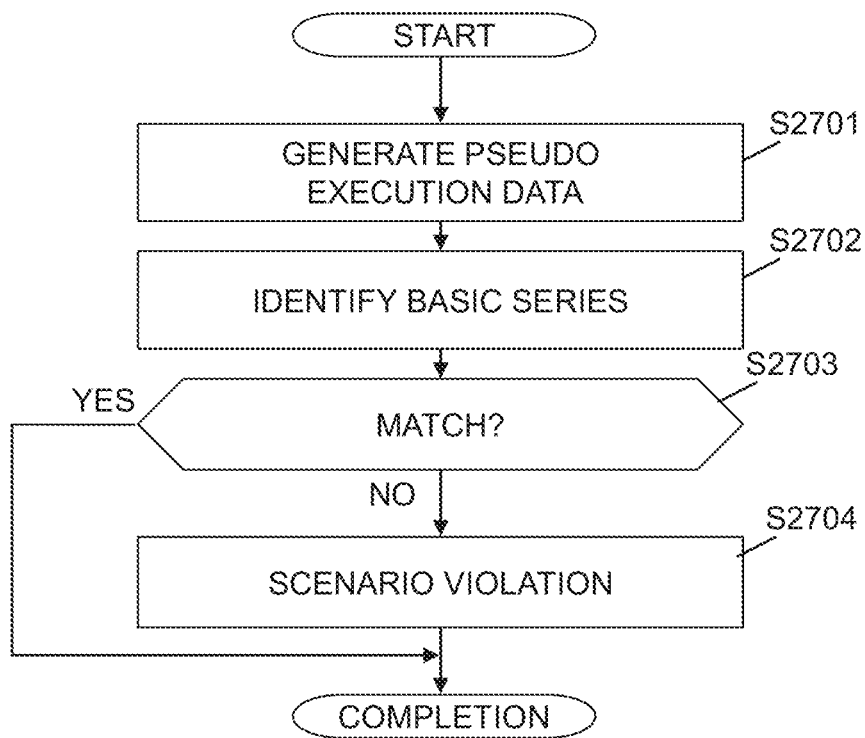 START
S2701
GENERATE PSEUDO
EXECUTION DATA
S2702
IDENTIFY BASIC SERIES
S2703
YES
MATCH?
NO
S2704
SCENARIO VIOLATION
COMPLETION